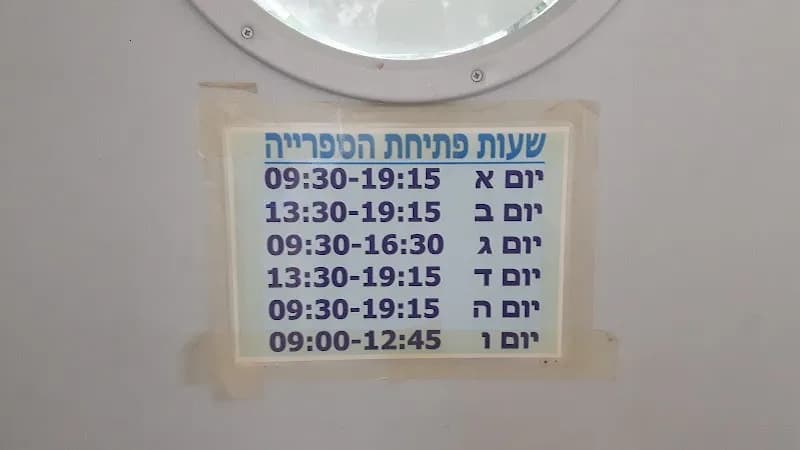 שעות פתיחת הספרייה
יום א 09:30-19:15
יום ב 13:30-19:15
יום ג 09:30-16:30
יום ד 13:30-19:15
יום ה 09:30-19:15
יום ו 09:00-12:45